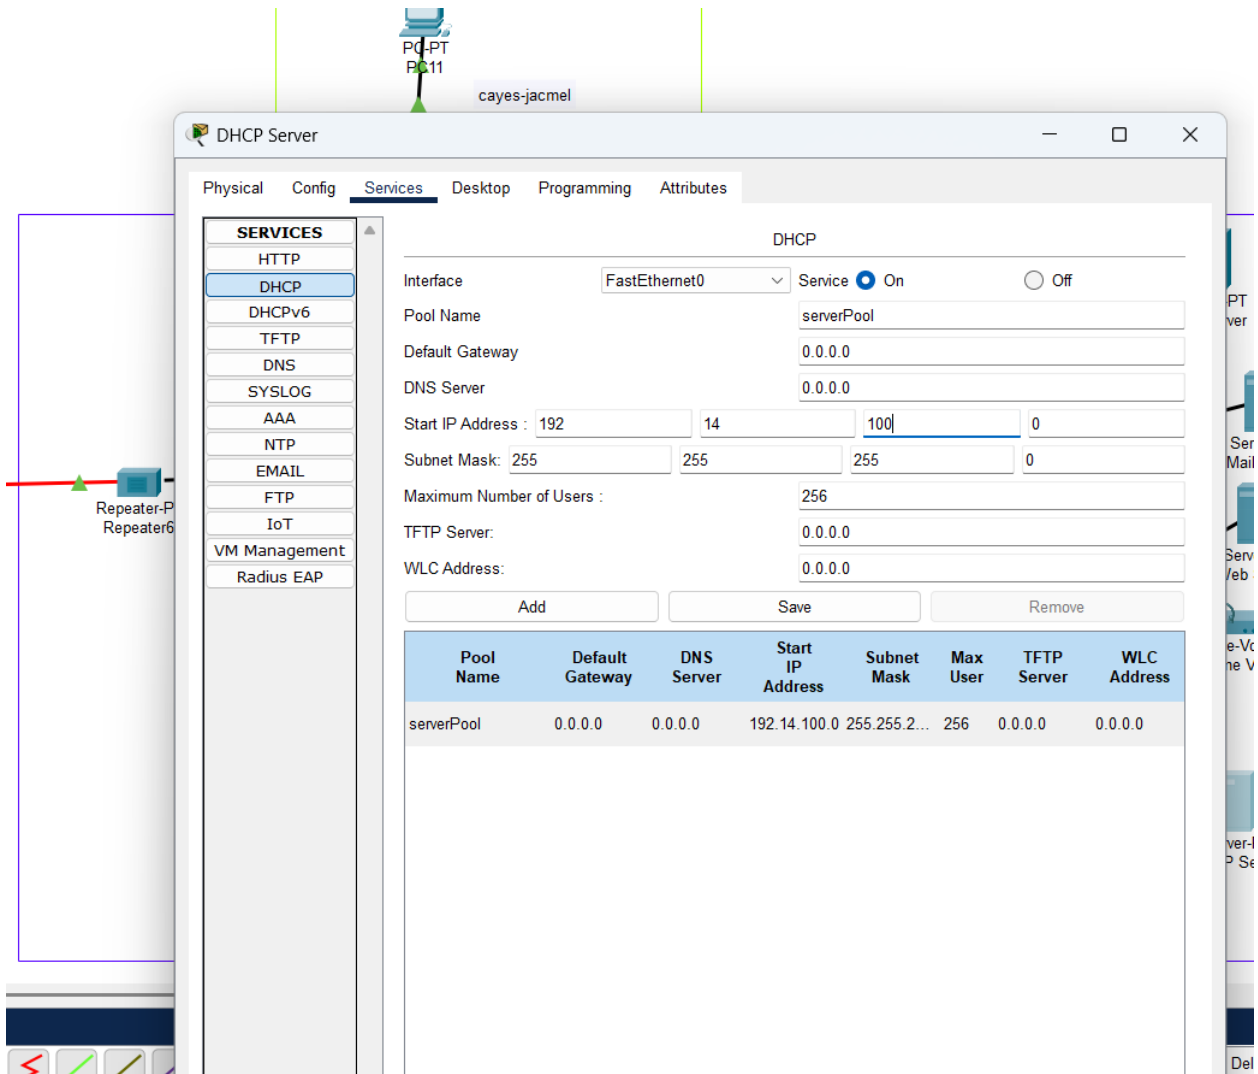 PC-PT
PC11
cayes-jacmel
DHCP Server
Physical Config Services Desktop Programming Attributes
SERVICES
HTTP
DHCP
DHCPv6
TFTP
DNS
SYSLOG
AAA
NTP
EMAIL
FTP
IoT
VM Management
Radius EAP
DHCP
Interface FastEthernet0 Service On Off
Pool Name serverPool
Default Gateway 0.0.0.0
DNS Server 0.0.0.0
Start IP Address : 192 14 100 0
Subnet Mask: 255 255 255 0
Maximum Number of Users : 256
TFTP Server: 0.0.0.0
WLC Address: 0.0.0.0
Add Save Remove
Pool Name Default Gateway DNS Server Start IP Address Subnet Mask Max User TFTP Server WLC Address
serverPool 0.0.0.0 0.0.0.0 192.14.100.0 255.255.2... 256 0.0.0.0 0.0.0.0
Repeater-P
Repeater6
PT
ver
Ser
Mail
Serv
Del